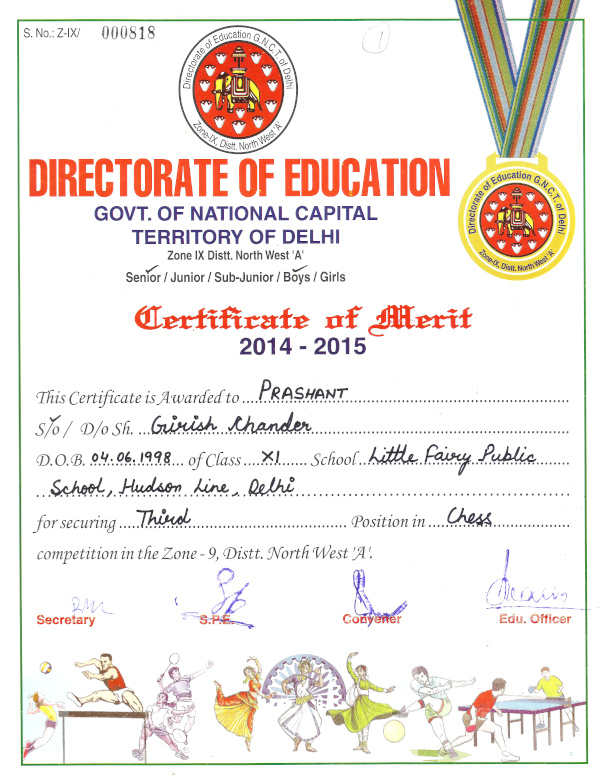 S. No.: Z-IX/ 000818
1
Directorate of Education G.N.C.T. of Delhi
Zone-IX, Distt. North West 'A'
DIRECTORATE OF EDUCATION
GOVT. OF NATIONAL CAPITAL
TERRITORY OF DELHI
Zone IX Distt. North West 'A'
Senior / Junior / Sub-Junior / Boys / Girls
Directorate of Education G.N.C.T. of Delhi
Zone-IX, Distt. North West 'A'
Certificate of Merit
2014 - 2015
This Certificate is Awarded to PRASHANT
S/o / D/o Sh. Girish Chander
D.O.B. 04.06.1998 of Class XI School Little Fairy Public
School, Hudson Line, Delhi
for securing Third Position in Chess
competition in the Zone - 9, Distt. North West 'A'.
Secretary S.P.E. Convener Edu. Officer